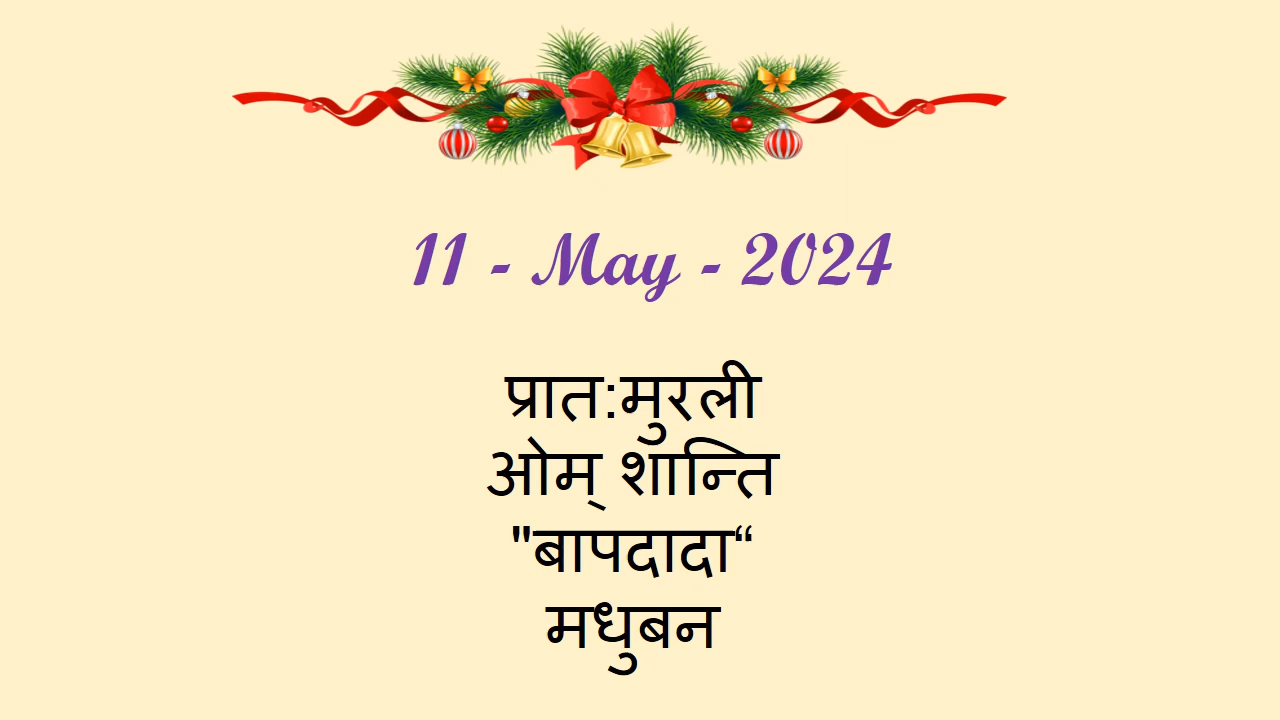 11 - May - 2024
प्रात:मुरली
ओम् शान्ति
"बापदादा“
मधुबन